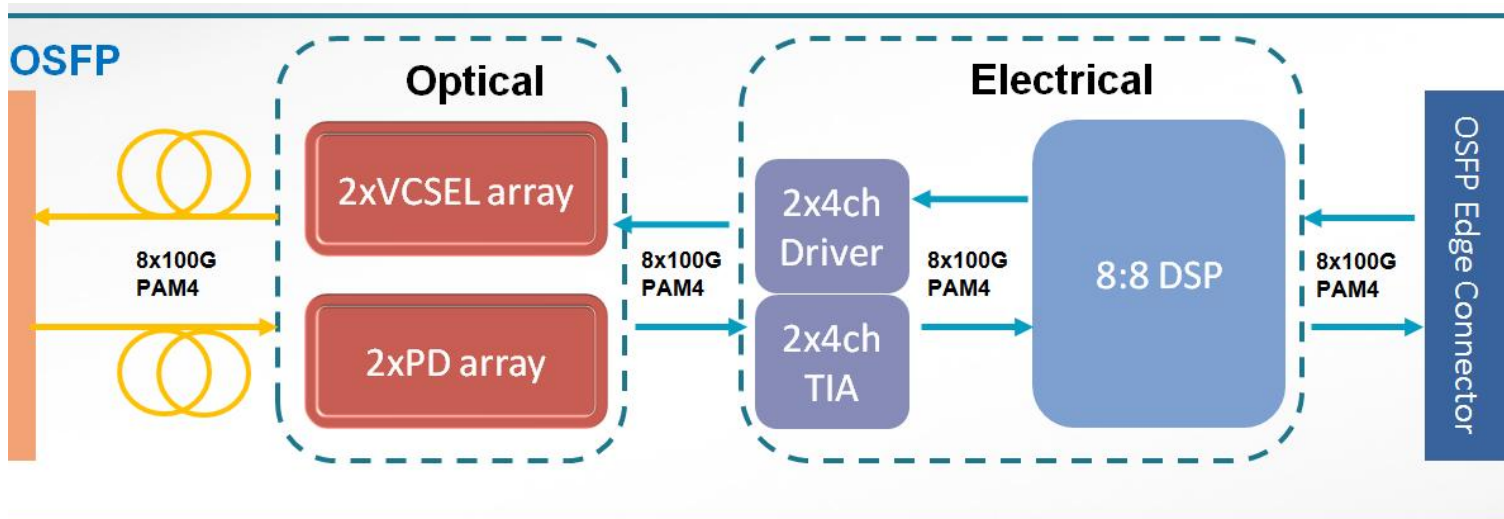 OSFP
Optical
Electrical
2xVCSEL array
2xPD array
8x100G
PAM4
8x100G
PAM4
2x4ch
Driver
2x4ch
TIA
8x100G
PAM4
8:8 DSP
8x100G
PAM4
OSFP Edge Connector